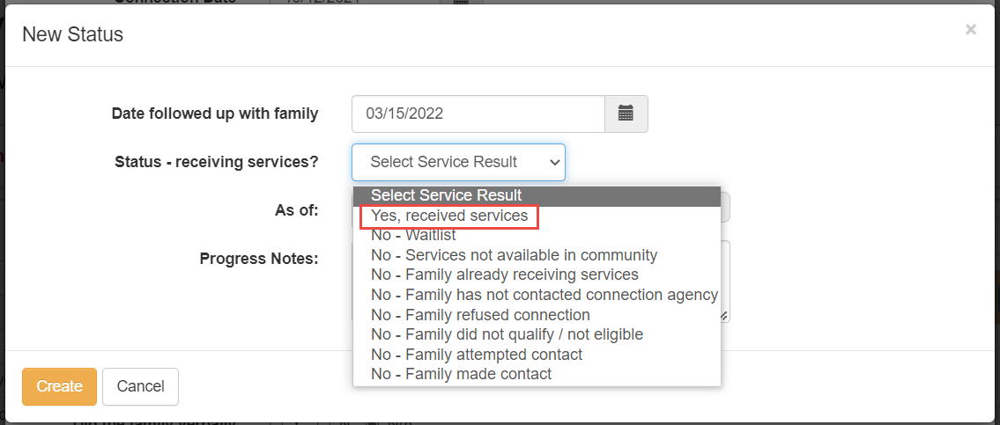 Connection Date
New Status
×
Date followed up with family 03/15/2022
Status - receiving services? Select Service Result
Select Service Result
As of:
Yes, received services
No - Waitlist
Progress Notes:
No - Services not available in community
No - Family already receiving services
No - Family has not contacted connection agency
No - Family refused connection
No - Family did not qualify / not eligible
No - Family attempted contact
No - Family made contact
Create Cancel